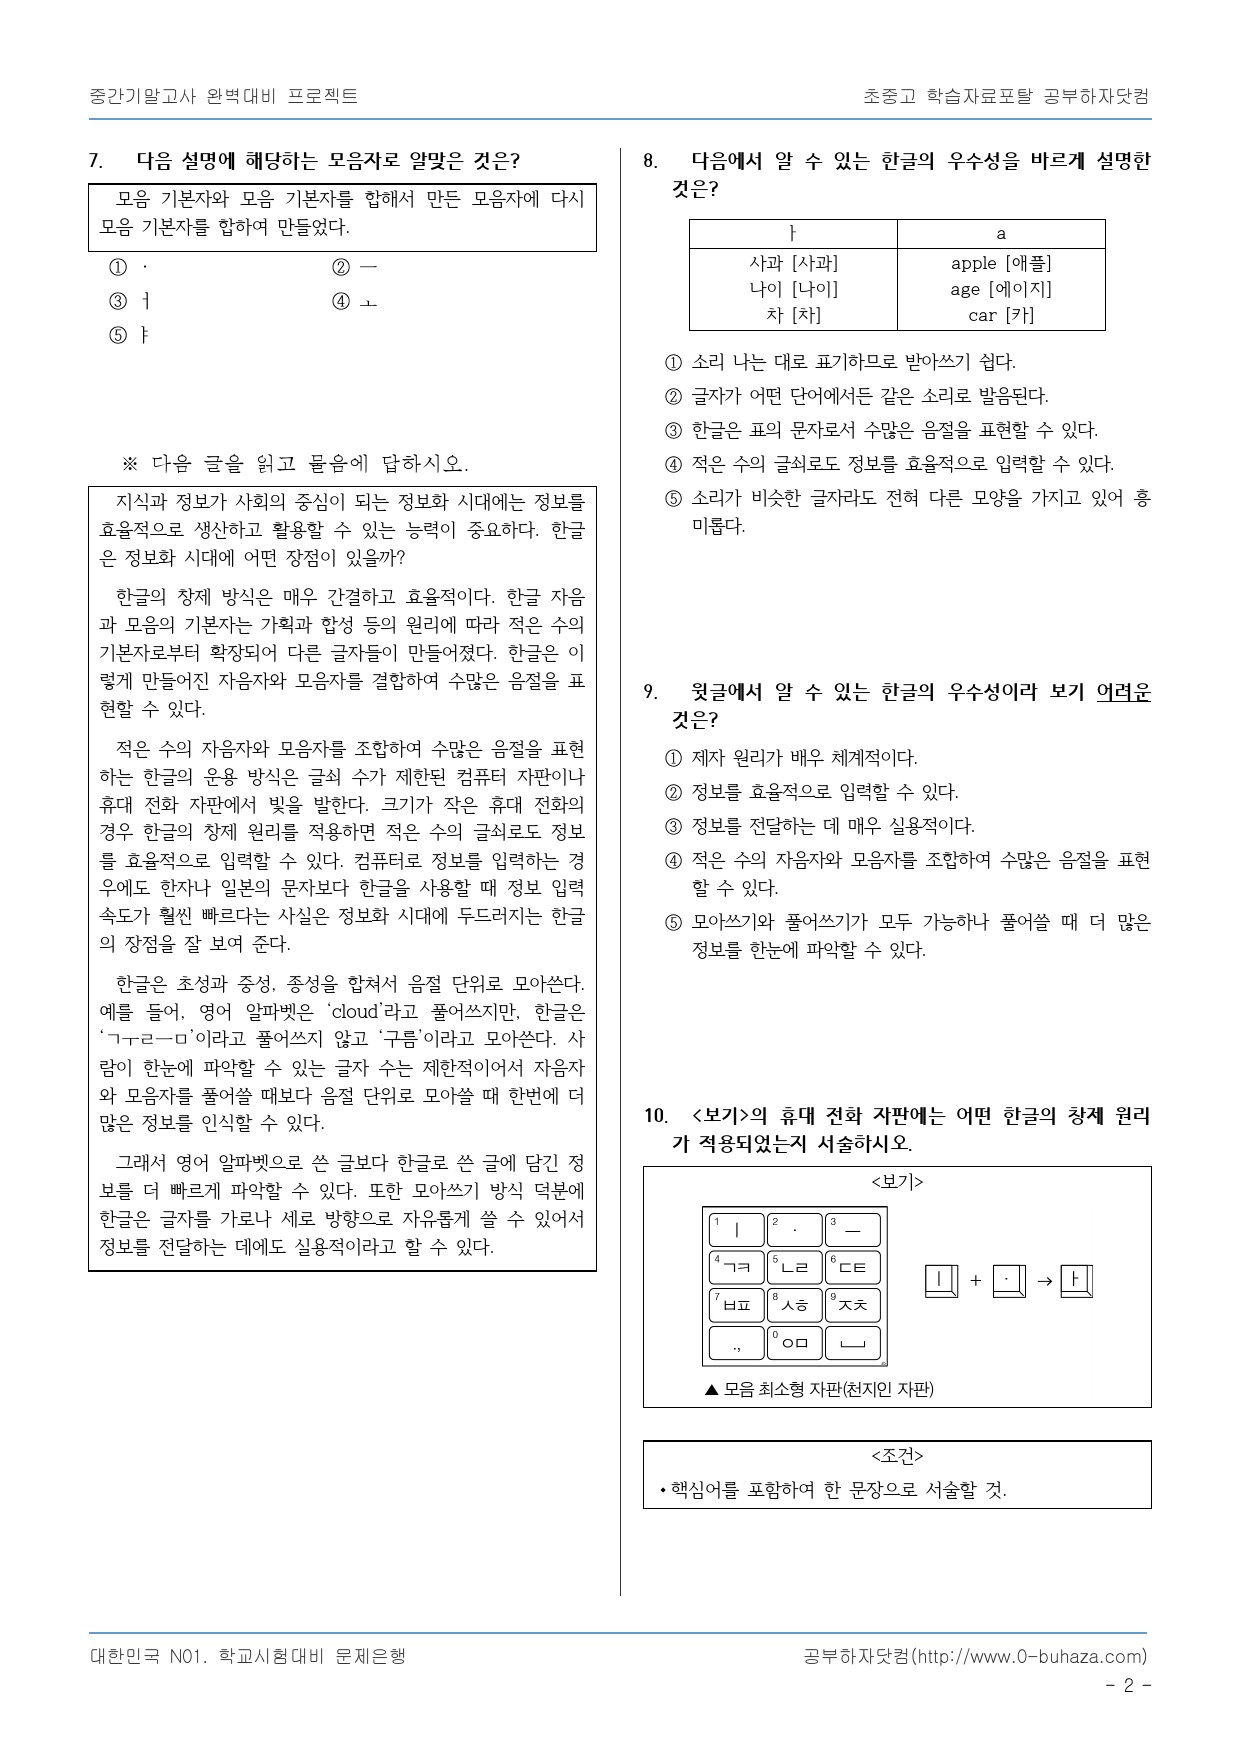 중간기말고사 완벽대비 프로젝트
초중고 학습자료포탈 공부하자닷컴
7. 다음 설명에 해당하는 모음자로 알맞은 것은?
모음 기본자와 모음 기본자를 합해서 만든 모음자에 다시
모음 기본자를 합하여 만들었다.
① ·
② ㅡ
③ ㅓ
④ ㅗ
⑤ ㅑ
※ 다음 글을 읽고 물음에 답하시오.
지식과 정보가 사회의 중심이 되는 정보화 시대에는 정보를
효율적으로 생산하고 활용할 수 있는 능력이 중요하다. 한글
은 정보화 시대에 어떤 장점이 있을까?
한글의 창제 방식은 매우 간결하고 효율적이다. 한글 자음
과 모음의 기본자는 가획과 합성 등의 원리에 따라 적은 수의
기본자로부터 확장되어 다른 글자들이 만들어졌다. 한글은 이
렇게 만들어진 자음자와 모음자를 결합하여 수많은 음절을 표
현할 수 있다.
적은 수의 자음자와 모음자를 조합하여 수많은 음절을 표현
하는 한글의 운용 방식은 글쇠 수가 제한된 컴퓨터 자판이나
휴대 전화 자판에서 빛을 발한다. 크기가 작은 휴대 전화의
경우 한글의 창제 원리를 적용하면 적은 수의 글쇠로도 정보
를 효율적으로 입력할 수 있다. 컴퓨터로 정보를 입력하는 경
우에도 한자나 일본의 문자보다 한글을 사용할 때 정보 입력
속도가 훨씬 빠르다는 사실은 정보화 시대에 두드러지는 한글
의 장점을 잘 보여 준다.
한글은 초성과 중성, 종성을 합쳐서 음절 단위로 모아쓴다.
예를 들어, 영어 알파벳은 ‘cloud’라고 풀어쓰지만, 한글은
‘ㄱㅜㄹㅡㅁ’이라고 풀어쓰지 않고 ‘구름’이라고 모아쓴다. 사
람이 한눈에 파악할 수 있는 글자 수는 제한적이어서 자음자
와 모음자를 풀어쓸 때보다 음절 단위로 모아쓸 때 한번에 더
많은 정보를 인식할 수 있다.
그래서 영어 알파벳으로 쓴 글보다 한글로 쓴 글에 담긴 정
보를 더 빠르게 파악할 수 있다. 또한 모아쓰기 방식 덕분에
한글은 글자를 가로나 세로 방향으로 자유롭게 쓸 수 있어서
정보를 전달하는 데에도 실용적이라고 할 수 있다.
8. 다음에서 알 수 있는 한글의 우수성을 바르게 설명한
것은?
ㅏ
a
사과 [사과]
apple [애플]
나이 [나이]
age [에이지]
차 [차]
car [카]
① 소리 나는 대로 표기하므로 받아쓰기 쉽다.
② 글자가 어떤 단어에서든 같은 소리로 발음된다.
③ 한글은 표의 문자로서 수많은 음절을 표현할 수 있다.
④ 적은 수의 글쇠로도 정보를 효율적으로 입력할 수 있다.
⑤ 소리가 비슷한 글자라도 전혀 다른 모양을 가지고 있어 흥
미롭다.
9. 윗글에서 알 수 있는 한글의 우수성이라 보기 어려운
것은?
① 제자 원리가 배우 체계적이다.
② 정보를 효율적으로 입력할 수 있다.
③ 정보를 전달하는 데 매우 실용적이다.
④ 적은 수의 자음자와 모음자를 조합하여 수많은 음절을 표현
할 수 있다.
⑤ 모아쓰기와 풀어쓰기가 모두 가능하나 풀어쓸 때 더 많은
정보를 한눈에 파악할 수 있다.
10. <보기>의 휴대 전화 자판에는 어떤 한글의 창제 원리
가 적용되었는지 서술하시오.
<보기>
1 ㅣ 2 · 3 ㅡ
4 ㄱㅋ 5 ㄴㄹ 6 ㄷㅌ
7 ㅂㅍ 8 ㅅㅎ 9 ㅈㅊ
., 0 ㅇㅁ
ㅣ + · → ㅏ
▲ 모음 최소형 자판(천지인 자판)
<조건>
• 핵심어를 포함하여 한 문장으로 서술할 것.
대한민국 N01. 학교시험대비 문제은행
공부하자닷컴(http://www.0-buhaza.com)
- 2 -